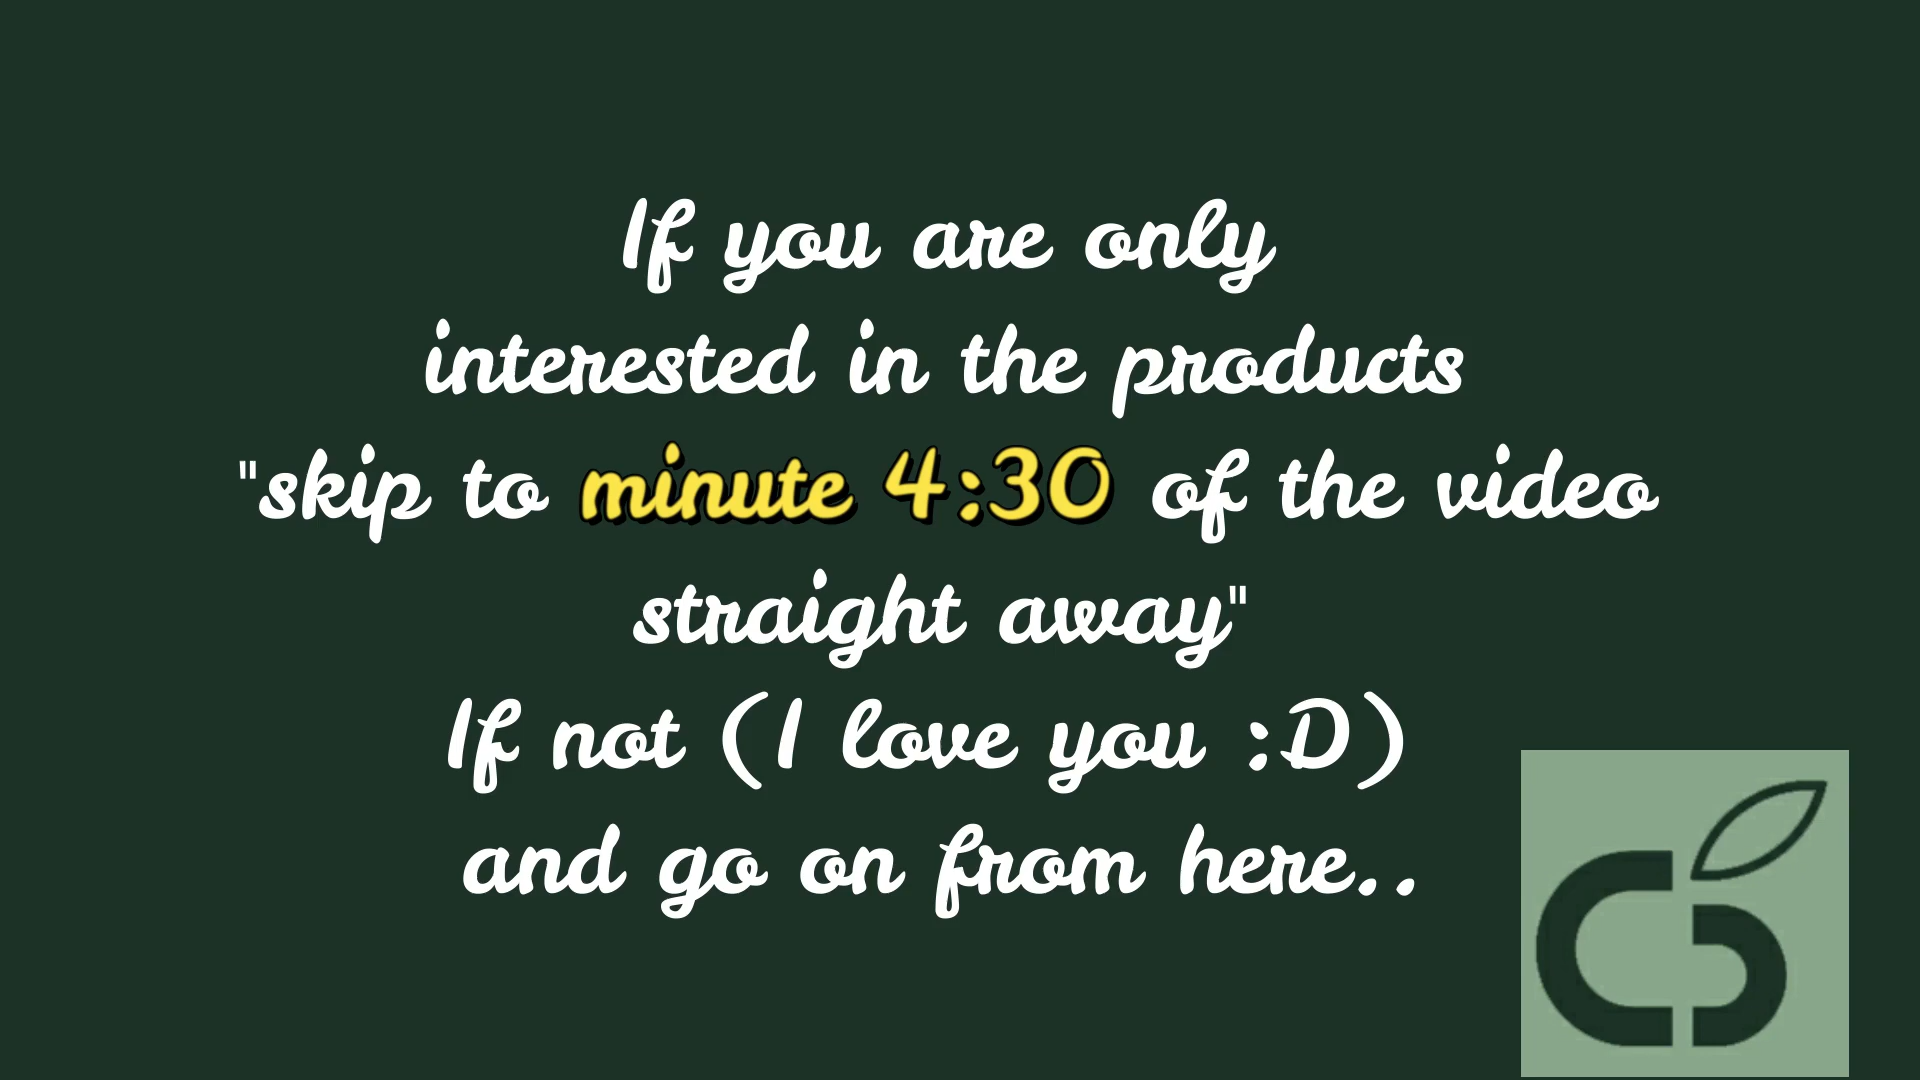 If you are only
interested in the products
"skip to minute 4:30 of the video
straight away"
If not (I love you :D)
and go on from here..